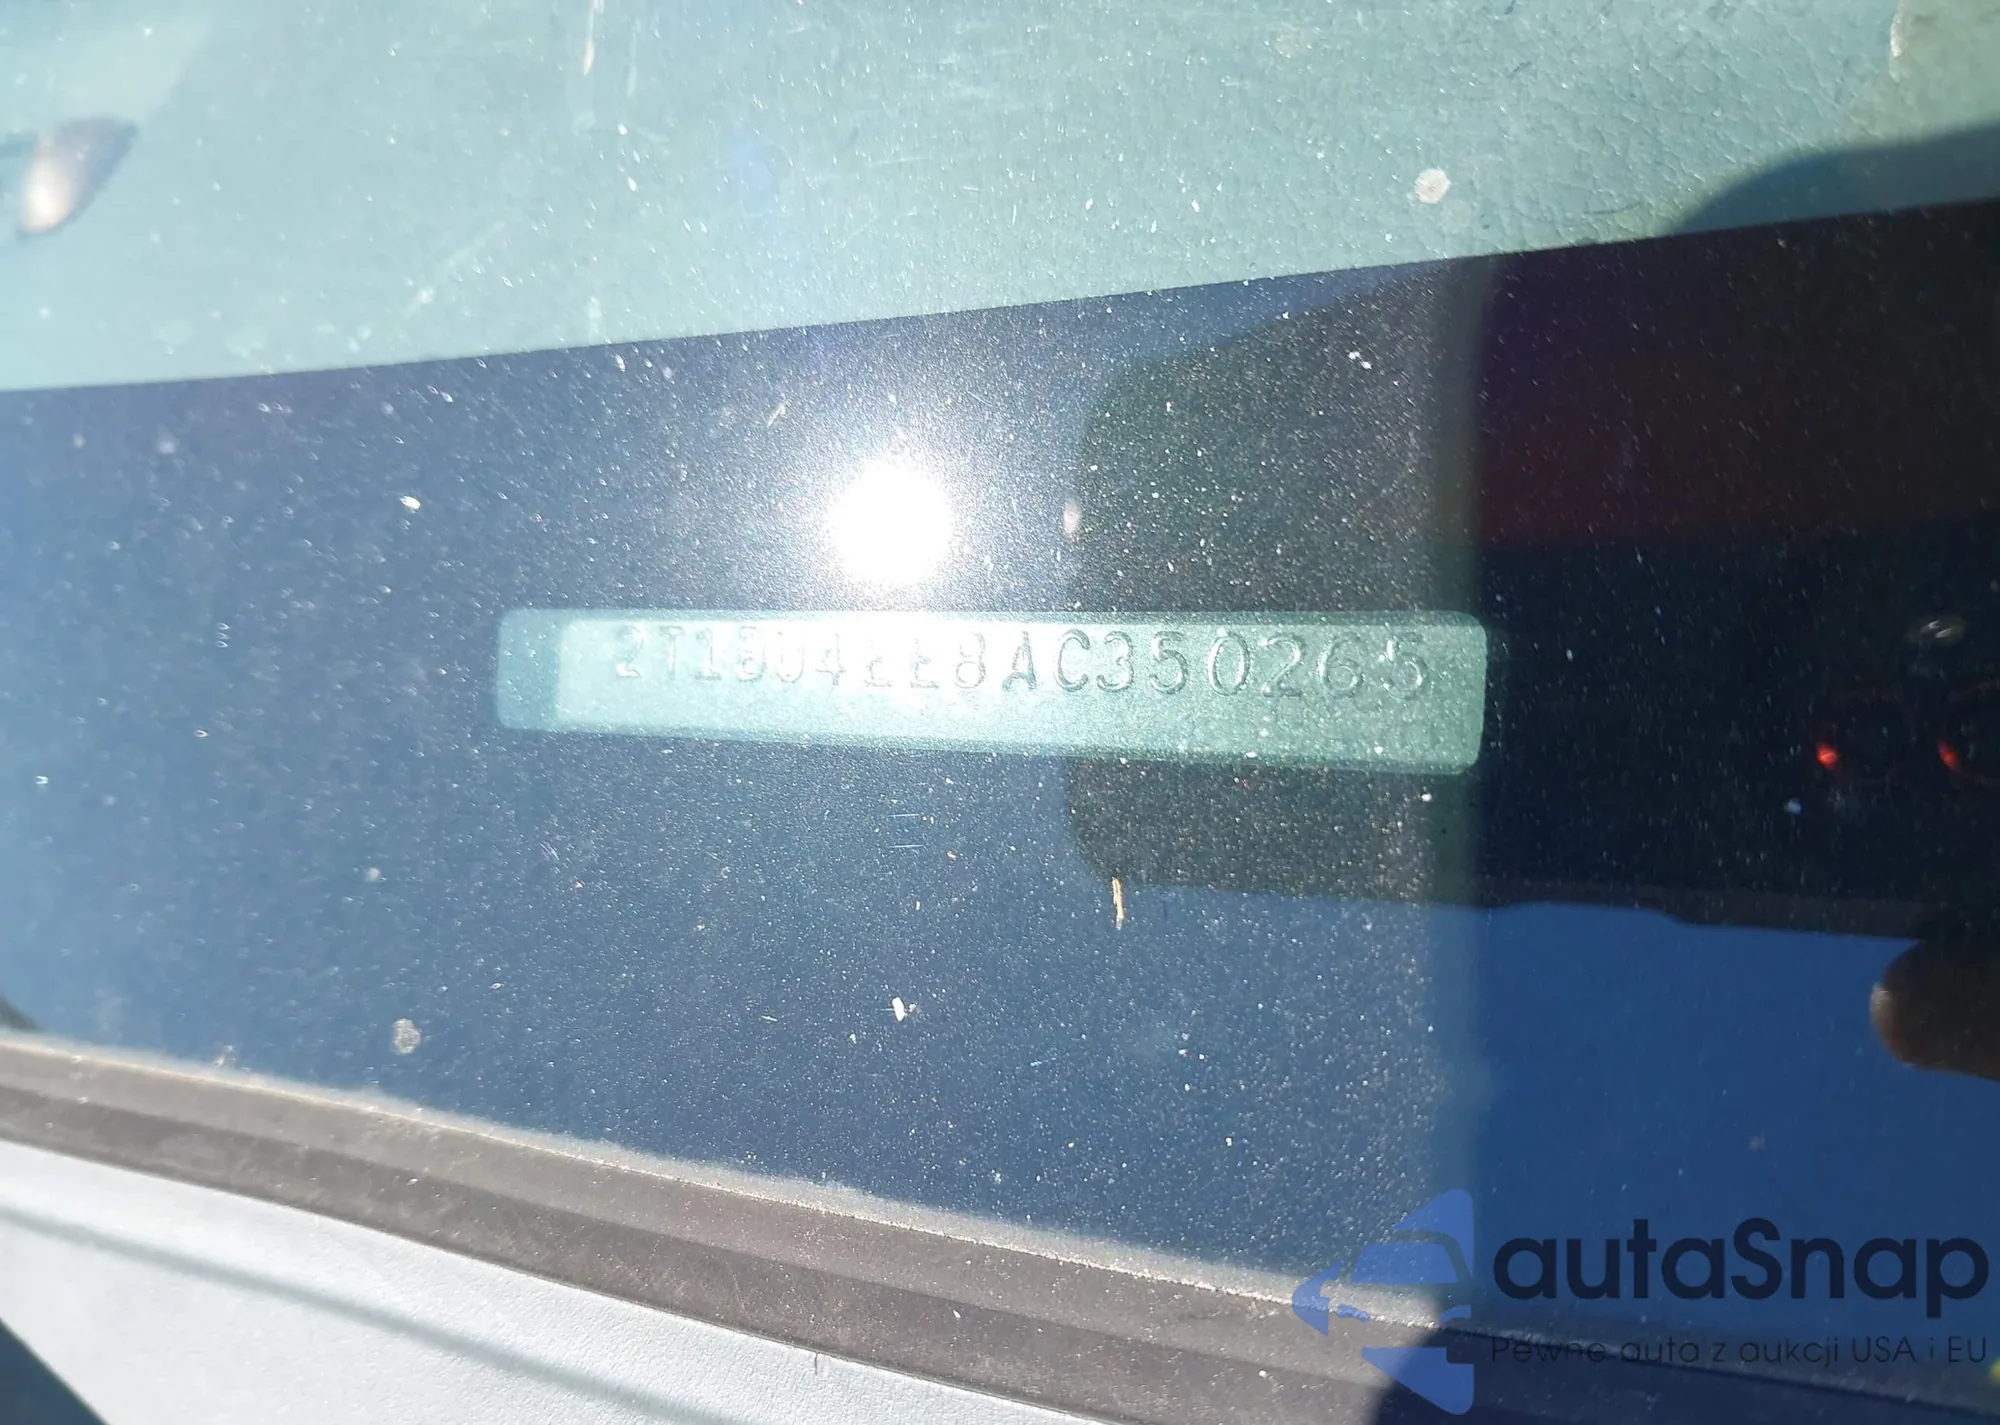 2T1BU4EE8AC350265
autaSnap
Pewne auta z aukcji USA i EU